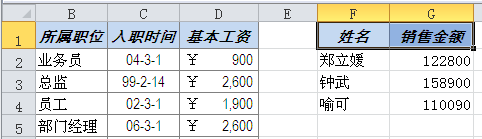 B C D E F G
1 所属职位 入职时间 基本工资 姓名 销售金额
2 业务员 04-3-1 ¥ 900 郑立媛 122800
3 总监 99-2-14 ¥ 2,600 钟武 158900
4 员工 02-3-1 ¥ 1,900 喻可 110090
5 部门经理 06-3-1 ¥ 2,600